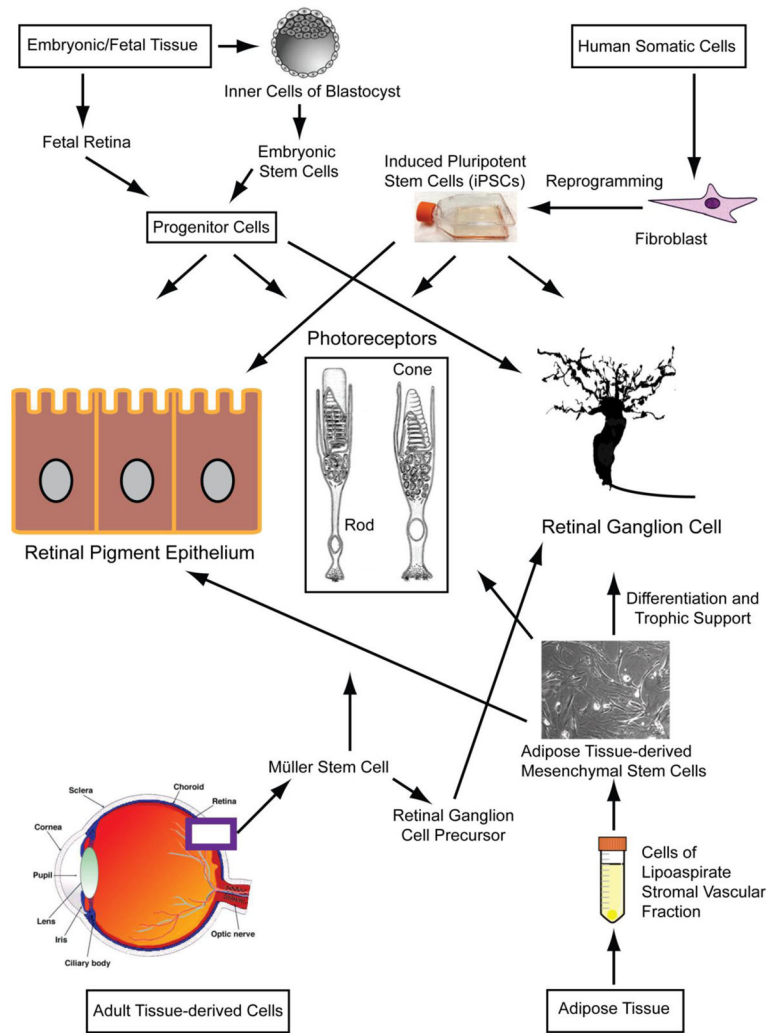 Embryonic/Fetal Tissue
Human Somatic Cells
Inner Cells of Blastocyst
Fetal Retina
Embryonic
Stem Cells
Induced Pluripotent
Stem Cells (iPSCs)
Reprogramming
Fibroblast
Progenitor Cells
Photoreceptors
Cone
Rod
Retinal Pigment Epithelium
Retinal Ganglion Cell
Differentiation and
Trophic Support
Adipose Tissue-derived
Mesenchymal Stem Cells
Müller Stem Cell
Retinal Ganglion
Cell Precursor
Sclera
Choroid
Retina
Cornea
Pupil
Lens
Iris
Ciliary body
Optic nerve
Cells of
Lipoaspirate
Stromal Vascular
Fraction
Adult Tissue-derived Cells
Adipose Tissue